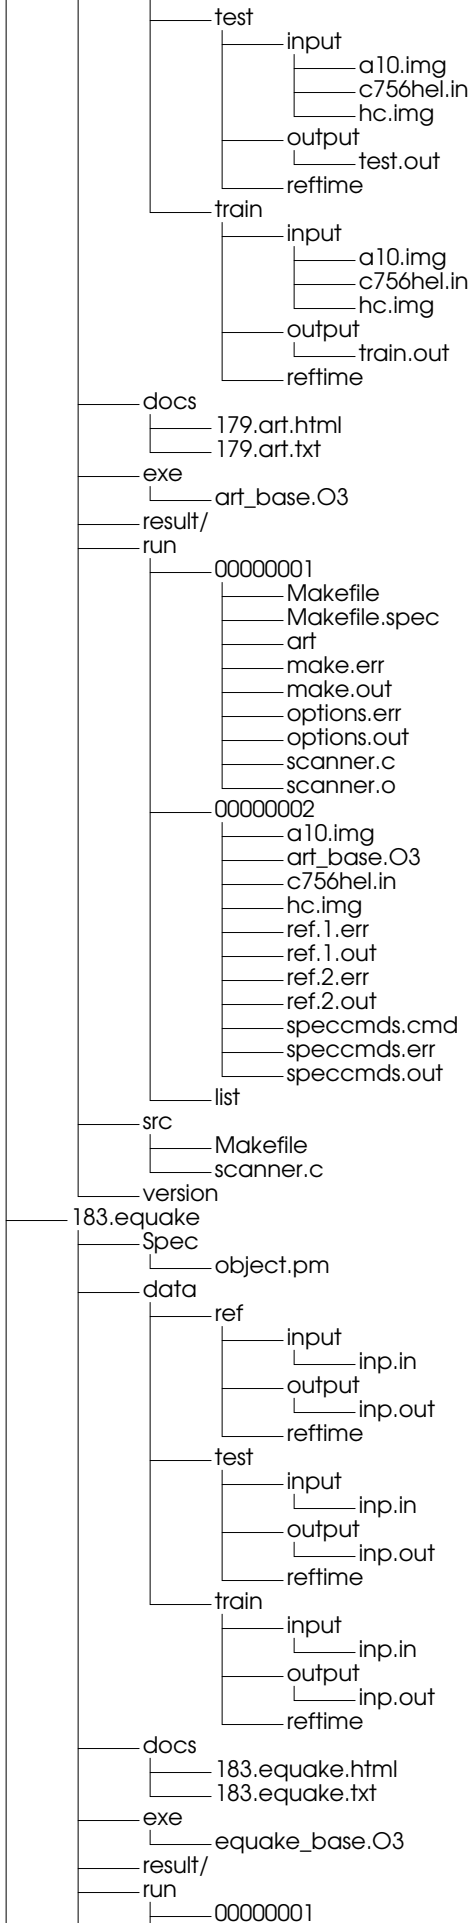 test
input
a10.img
c756hel.in
hc.img
output
test.out
reftime
train
input
a10.img
c756hel.in
hc.img
output
train.out
reftime
docs
179.art.html
179.art.txt
exe
art_base.O3
result/
run
00000001
Makefile
Makefile.spec
art
make.err
make.out
options.err
options.out
scanner.c
scanner.o
00000002
a10.img
art_base.O3
c756hel.in
hc.img
ref.1.err
ref.1.out
ref.2.err
ref.2.out
speccmds.cmd
speccmds.err
speccmds.out
list
src
Makefile
scanner.c
version
183.equake
Spec
object.pm
data
ref
input
inp.in
output
inp.out
reftime
test
input
inp.in
output
inp.out
reftime
train
input
inp.in
output
inp.out
reftime
docs
183.equake.html
183.equake.txt
exe
equake_base.O3
result/
run
00000001